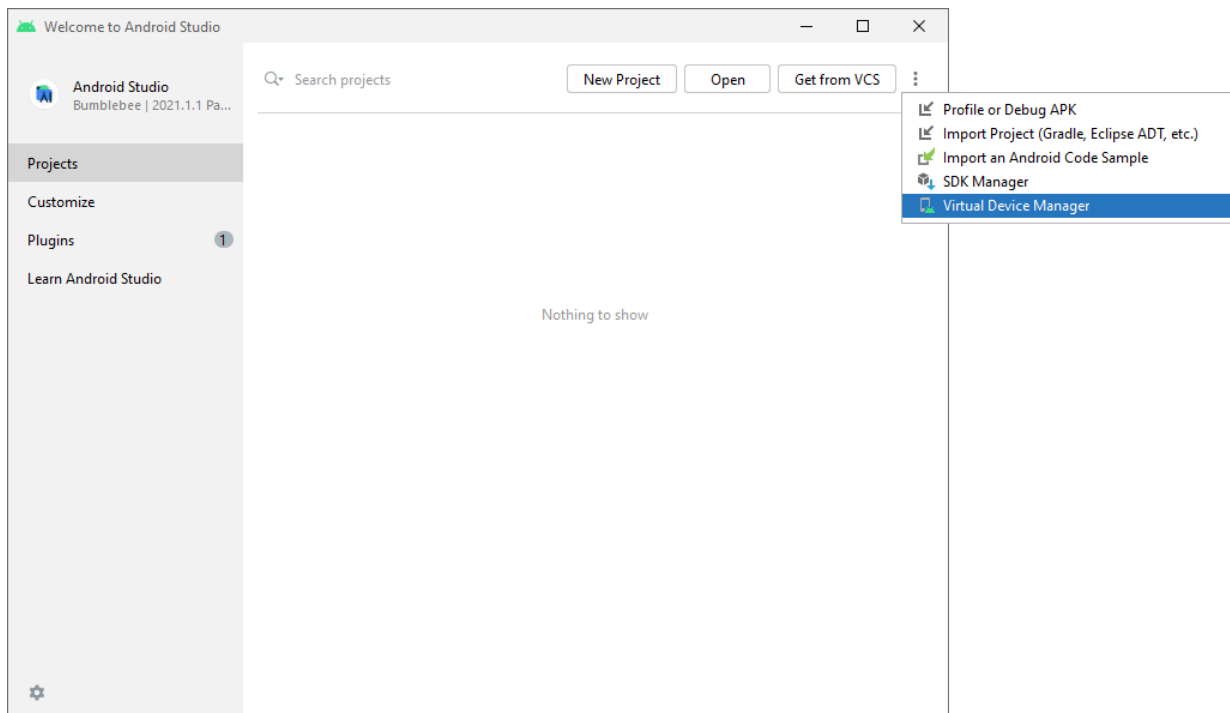 Welcome to Android Studio
Android Studio
Bumblebee | 2021.1.1 Pa...
Search projects
New Project
Open
Get from VCS
Profile or Debug APK
Import Project (Gradle, Eclipse ADT, etc.)
Import an Android Code Sample
SDK Manager
Virtual Device Manager
Projects
Customize
Plugins 1
Learn Android Studio
Nothing to show